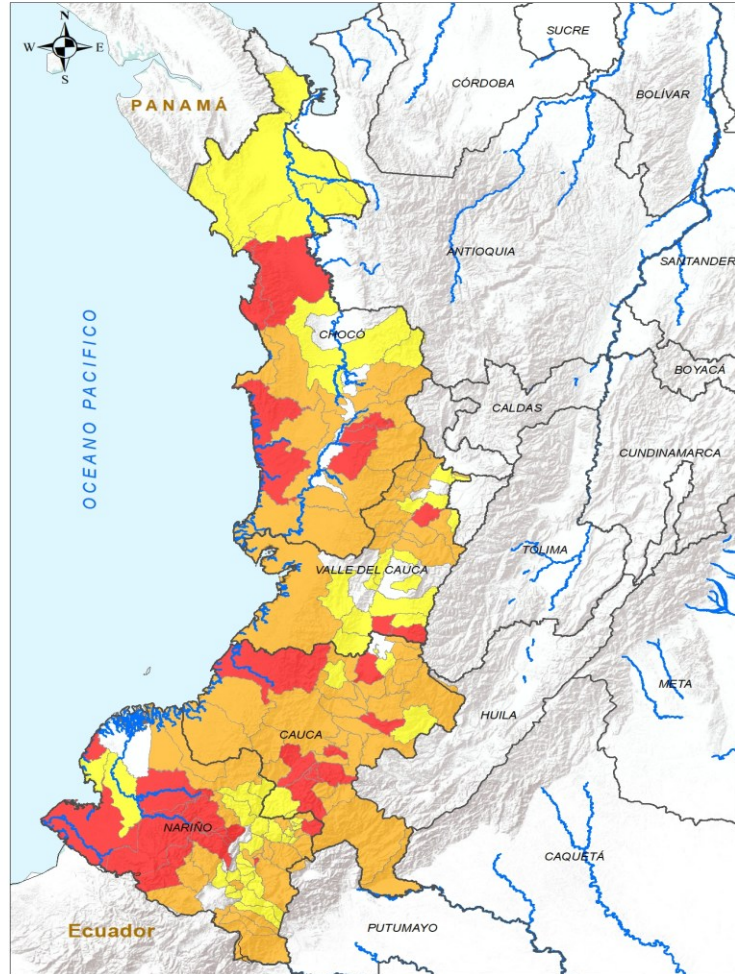 N
W E
S
SUCRE
CÓRDOBA
BOLÍVAR
PANAMÁ
ANTIOQUIA
SANTANDER
OCEANO PACIFICO
CHOCÓ
BOYACÁ
CALDAS
CUNDINAMARCA
TOLIMA
VALLE DEL CAUCA
META
HUILA
CAUCA
NARIÑO
CAQUETÁ
PUTUMAYO
Ecuador